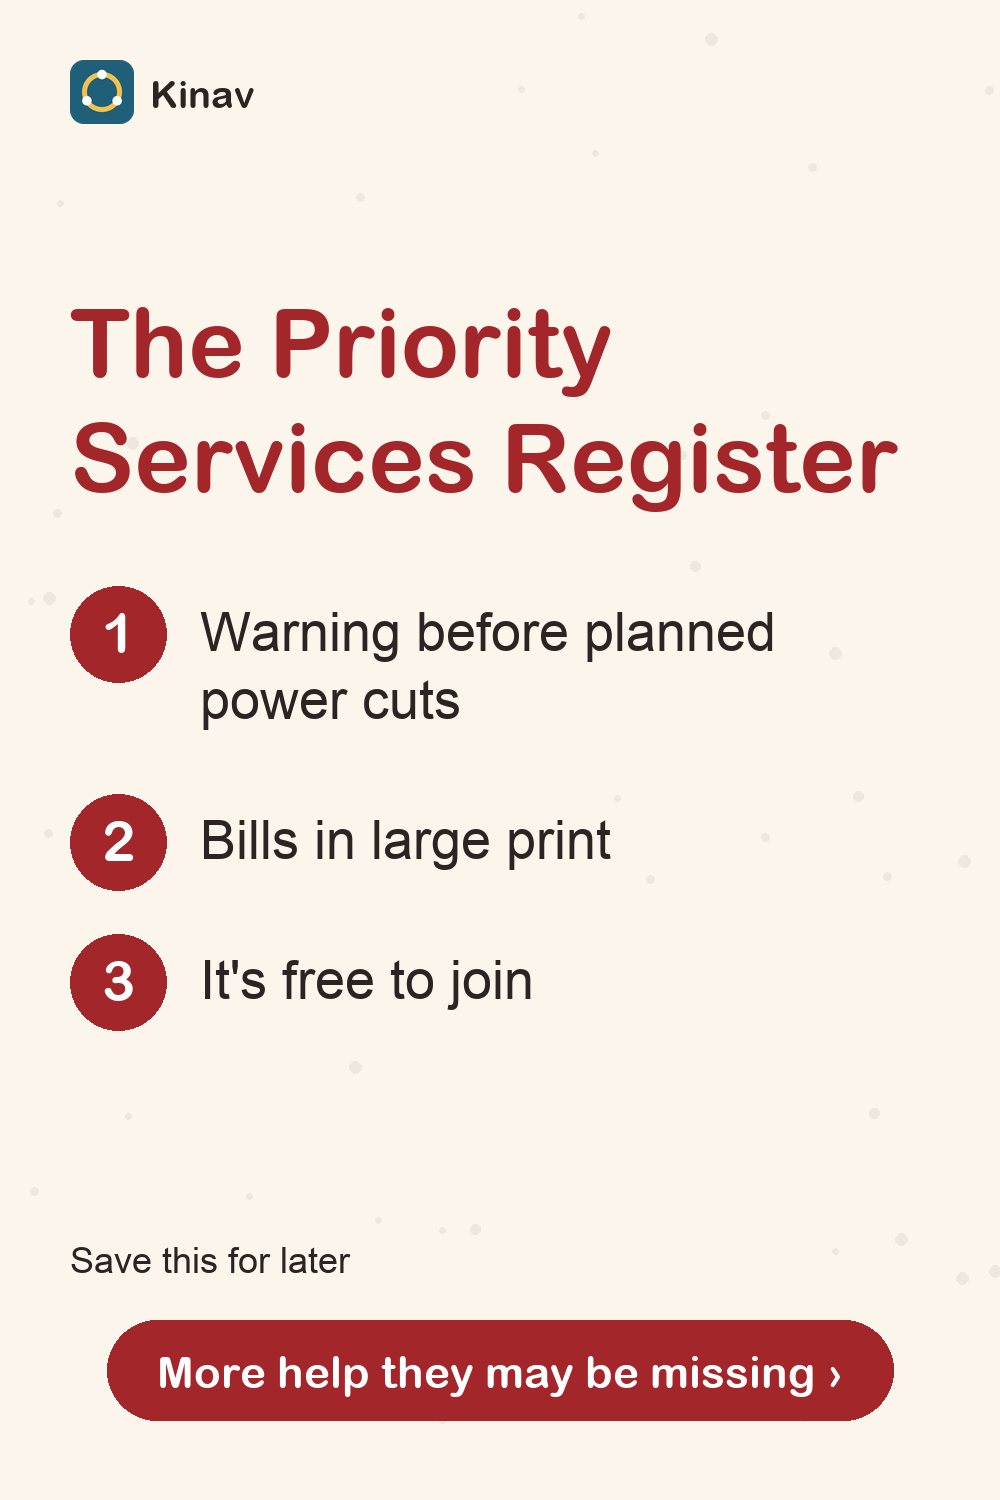 Kinav
The Priority
Services Register
1 Warning before planned
power cuts
2 Bills in large print
3 It's free to join
Save this for later
More help they may be missing ›